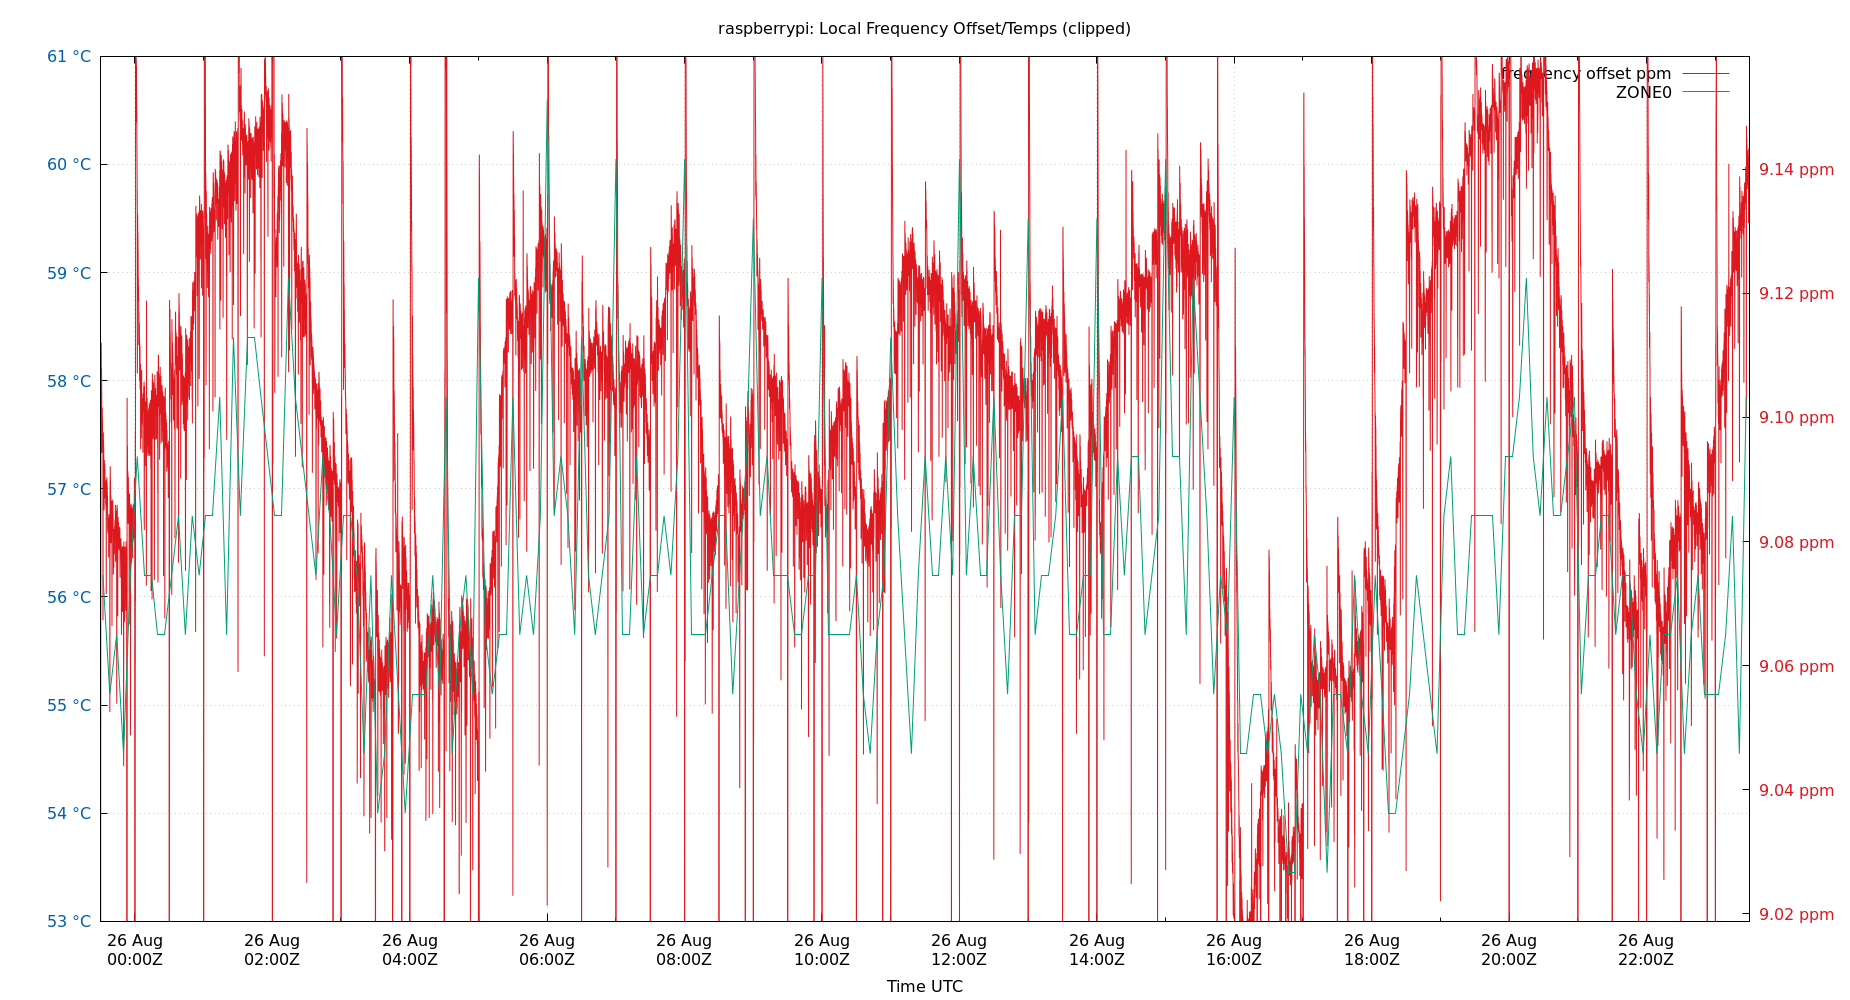 raspberrypi: Local Frequency Offset/Temps (clipped)
61 °C
60 °C
59 °C
58 °C
57 °C
56 °C
55 °C
54 °C
53 °C
frequency offset ppm
ZONE0
9.14 ppm
9.12 ppm
9.10 ppm
9.08 ppm
9.06 ppm
9.04 ppm
9.02 ppm
26 Aug 26 Aug 26 Aug 26 Aug 26 Aug 26 Aug 26 Aug 26 Aug 26 Aug 26 Aug 26 Aug 26 Aug
00:00Z 02:00Z 04:00Z 06:00Z 08:00Z 10:00Z 12:00Z 14:00Z 16:00Z 18:00Z 20:00Z 22:00Z
Time UTC